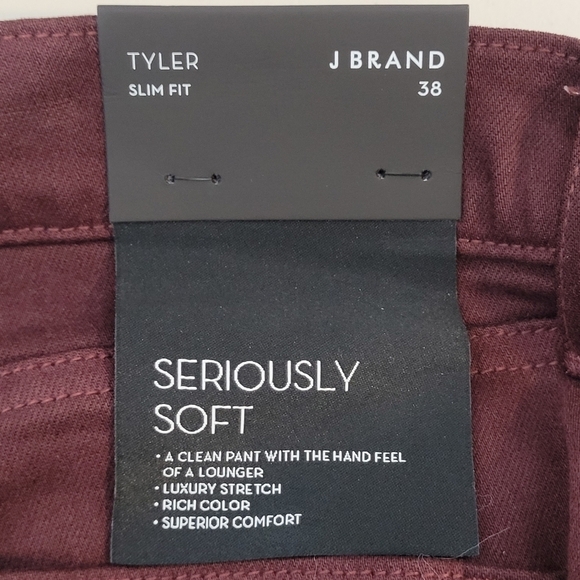 TYLER J BRAND
SLIM FIT 38
SERIOUSLY
SOFT
• A CLEAN PANT WITH THE HAND FEEL
OF A LOUNGER
• LUXURY STRETCH
• RICH COLOR
• SUPERIOR COMFORT